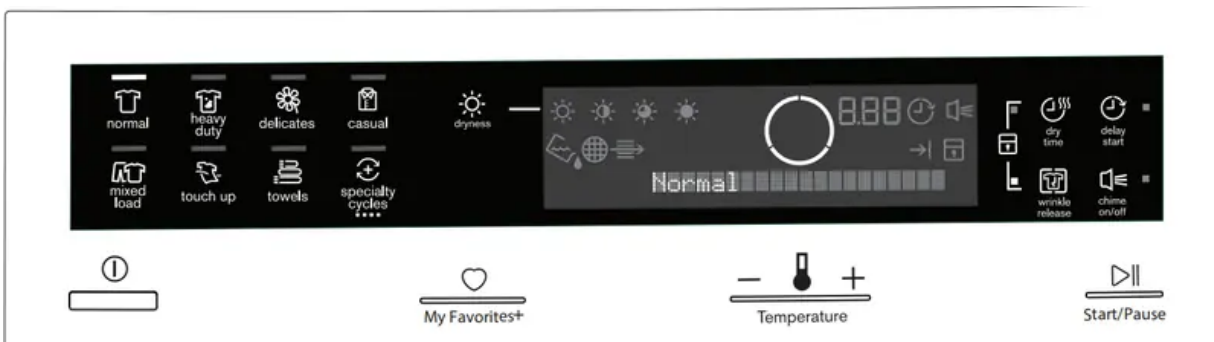 normal
heavy
duty
delicates
casual
mixed
load
touch up
towels
specialty
cycles
dryness
8.88
Normal
dry
time
delay
start
wrinkle
release
chime
on/off
My Favorites+
Temperature
Start/Pause